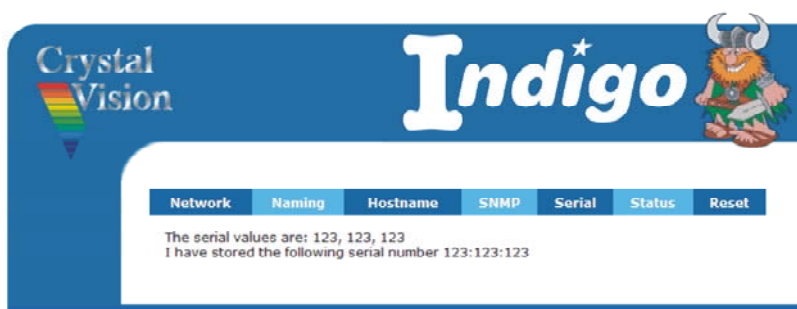 Crystal
Vision
Indigo
Network Naming Hostname SNMP Serial Status Reset
The serial values are: 123, 123, 123
I have stored the following serial number 123:123:123